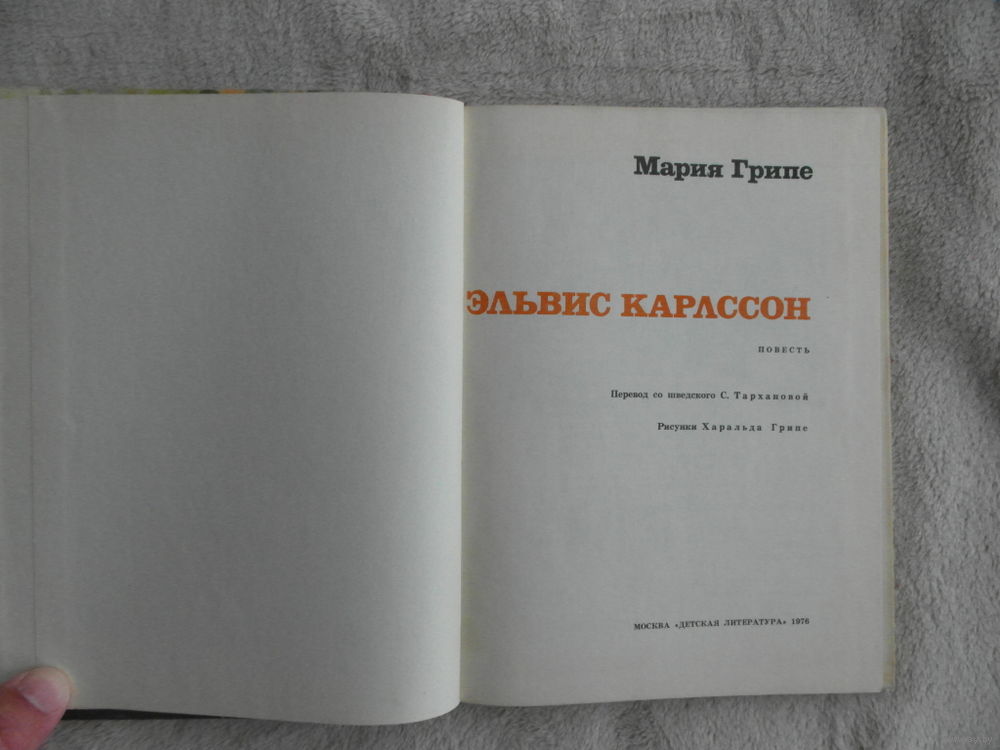 Мария Грипе
ЭЛЬВИС КАРЛССОН
ПОВЕСТЬ
Перевод со шведского С. Тархановой
Рисунки Харальда Грипе
МОСКВА «ДЕТСКАЯ ЛИТЕРАТУРА» 1976